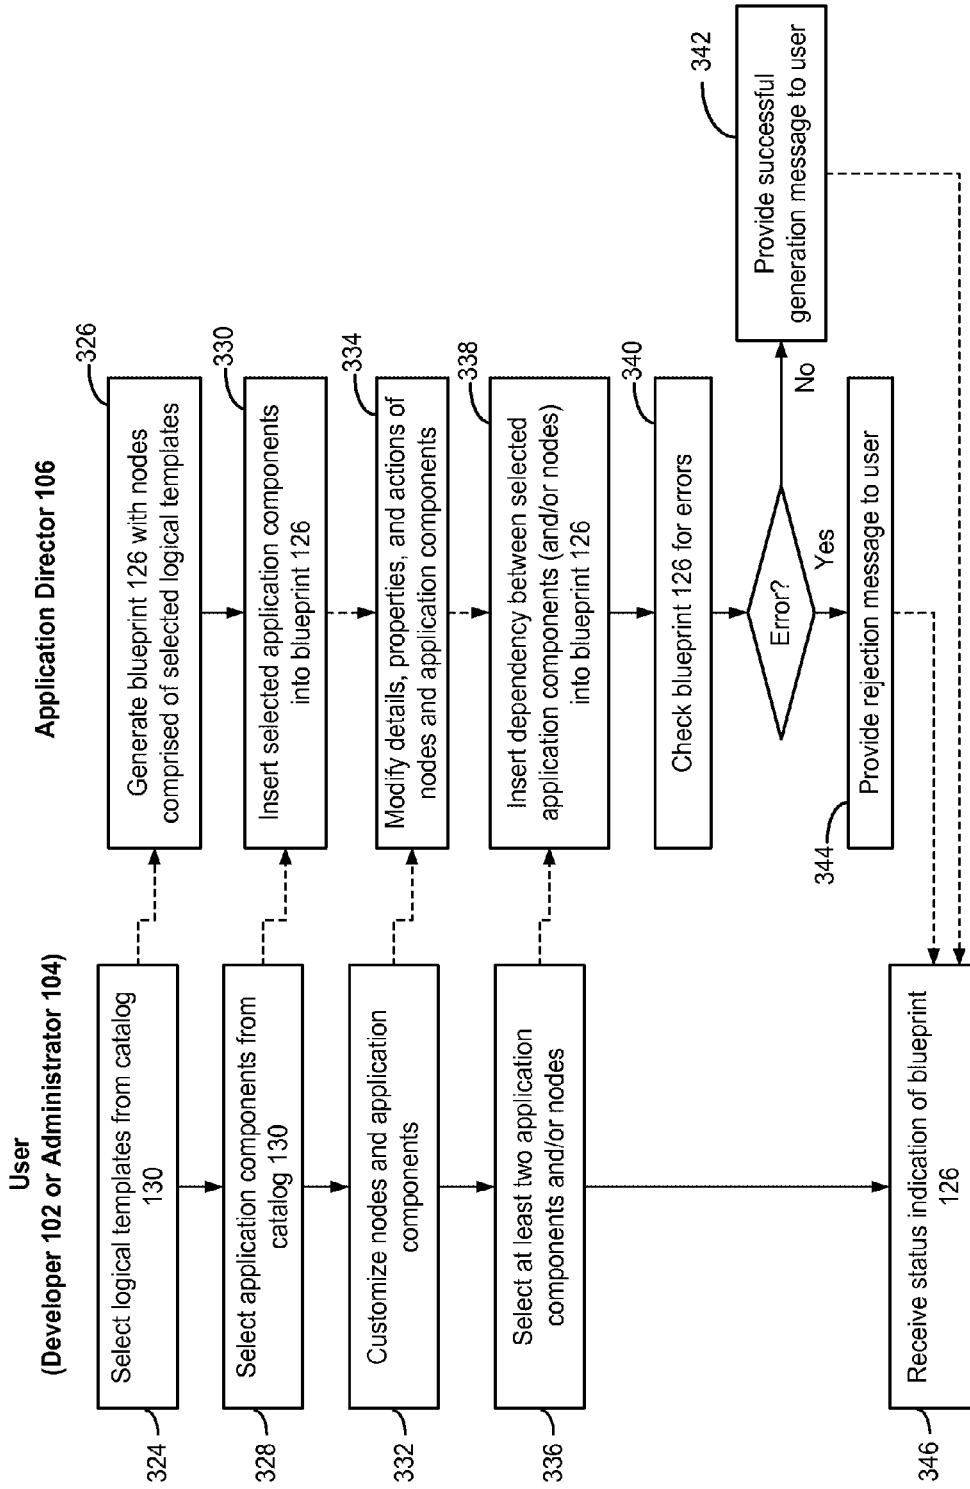 User
(Developer 102 or Administrator 104)
Application Director 106
324
Select logical templates from catalog
130
326
Generate blueprint 126 with nodes
comprised of selected logical templates
328
Select application components from
catalog 130
330
Insert selected application components
into blueprint 126
332
Customize nodes and application
components
334
Modify details, properties, and actions of
nodes and application components
336
Select at least two application
components and/or nodes
338
Insert dependency between selected
application components (and/or nodes)
into blueprint 126
340
Check blueprint 126 for errors
Error?
No
Yes
342
Provide successful
generation message to user
344
Provide rejection message to user
346
Receive status indication of blueprint
126